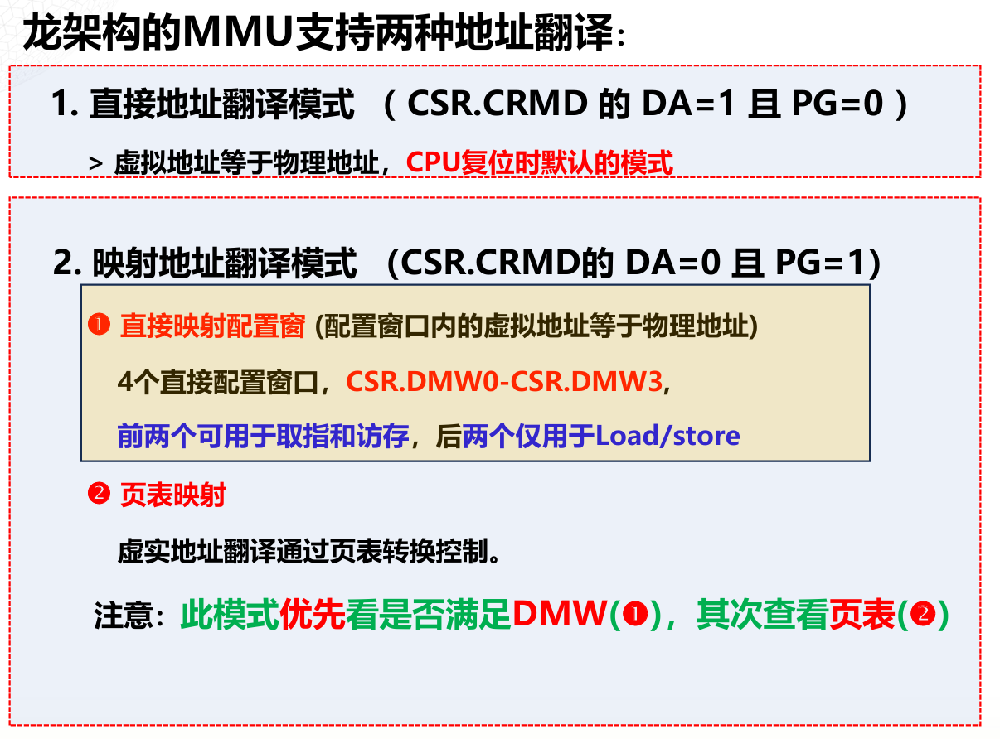 龙架构的MMU支持两种地址翻译：
1. 直接地址翻译模式 （ CSR.CRMD 的 DA=1 且 PG=0 ）
> 虚拟地址等于物理地址，CPU复位时默认的模式
2. 映射地址翻译模式 （CSR.CRMD的 DA=0 且 PG=1）
❶ 直接映射配置窗 (配置窗口内的虚拟地址等于物理地址)
4个直接配置窗口，CSR.DMW0-CSR.DMW3,
前两个可用于取指和访存，后两个仅用于Load/store
❷ 页表映射
虚实地址翻译通过页表转换控制。
注意：此模式优先看是否满足DMW(❶)，其次查看页表(❷)